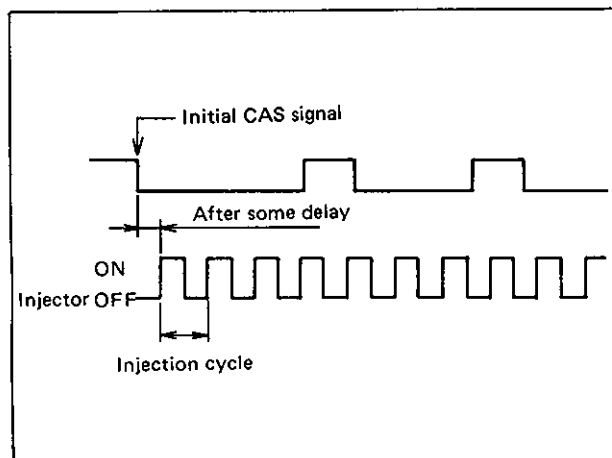 Initial CAS signal
After some delay
ON
Injector OFF
Injection cycle